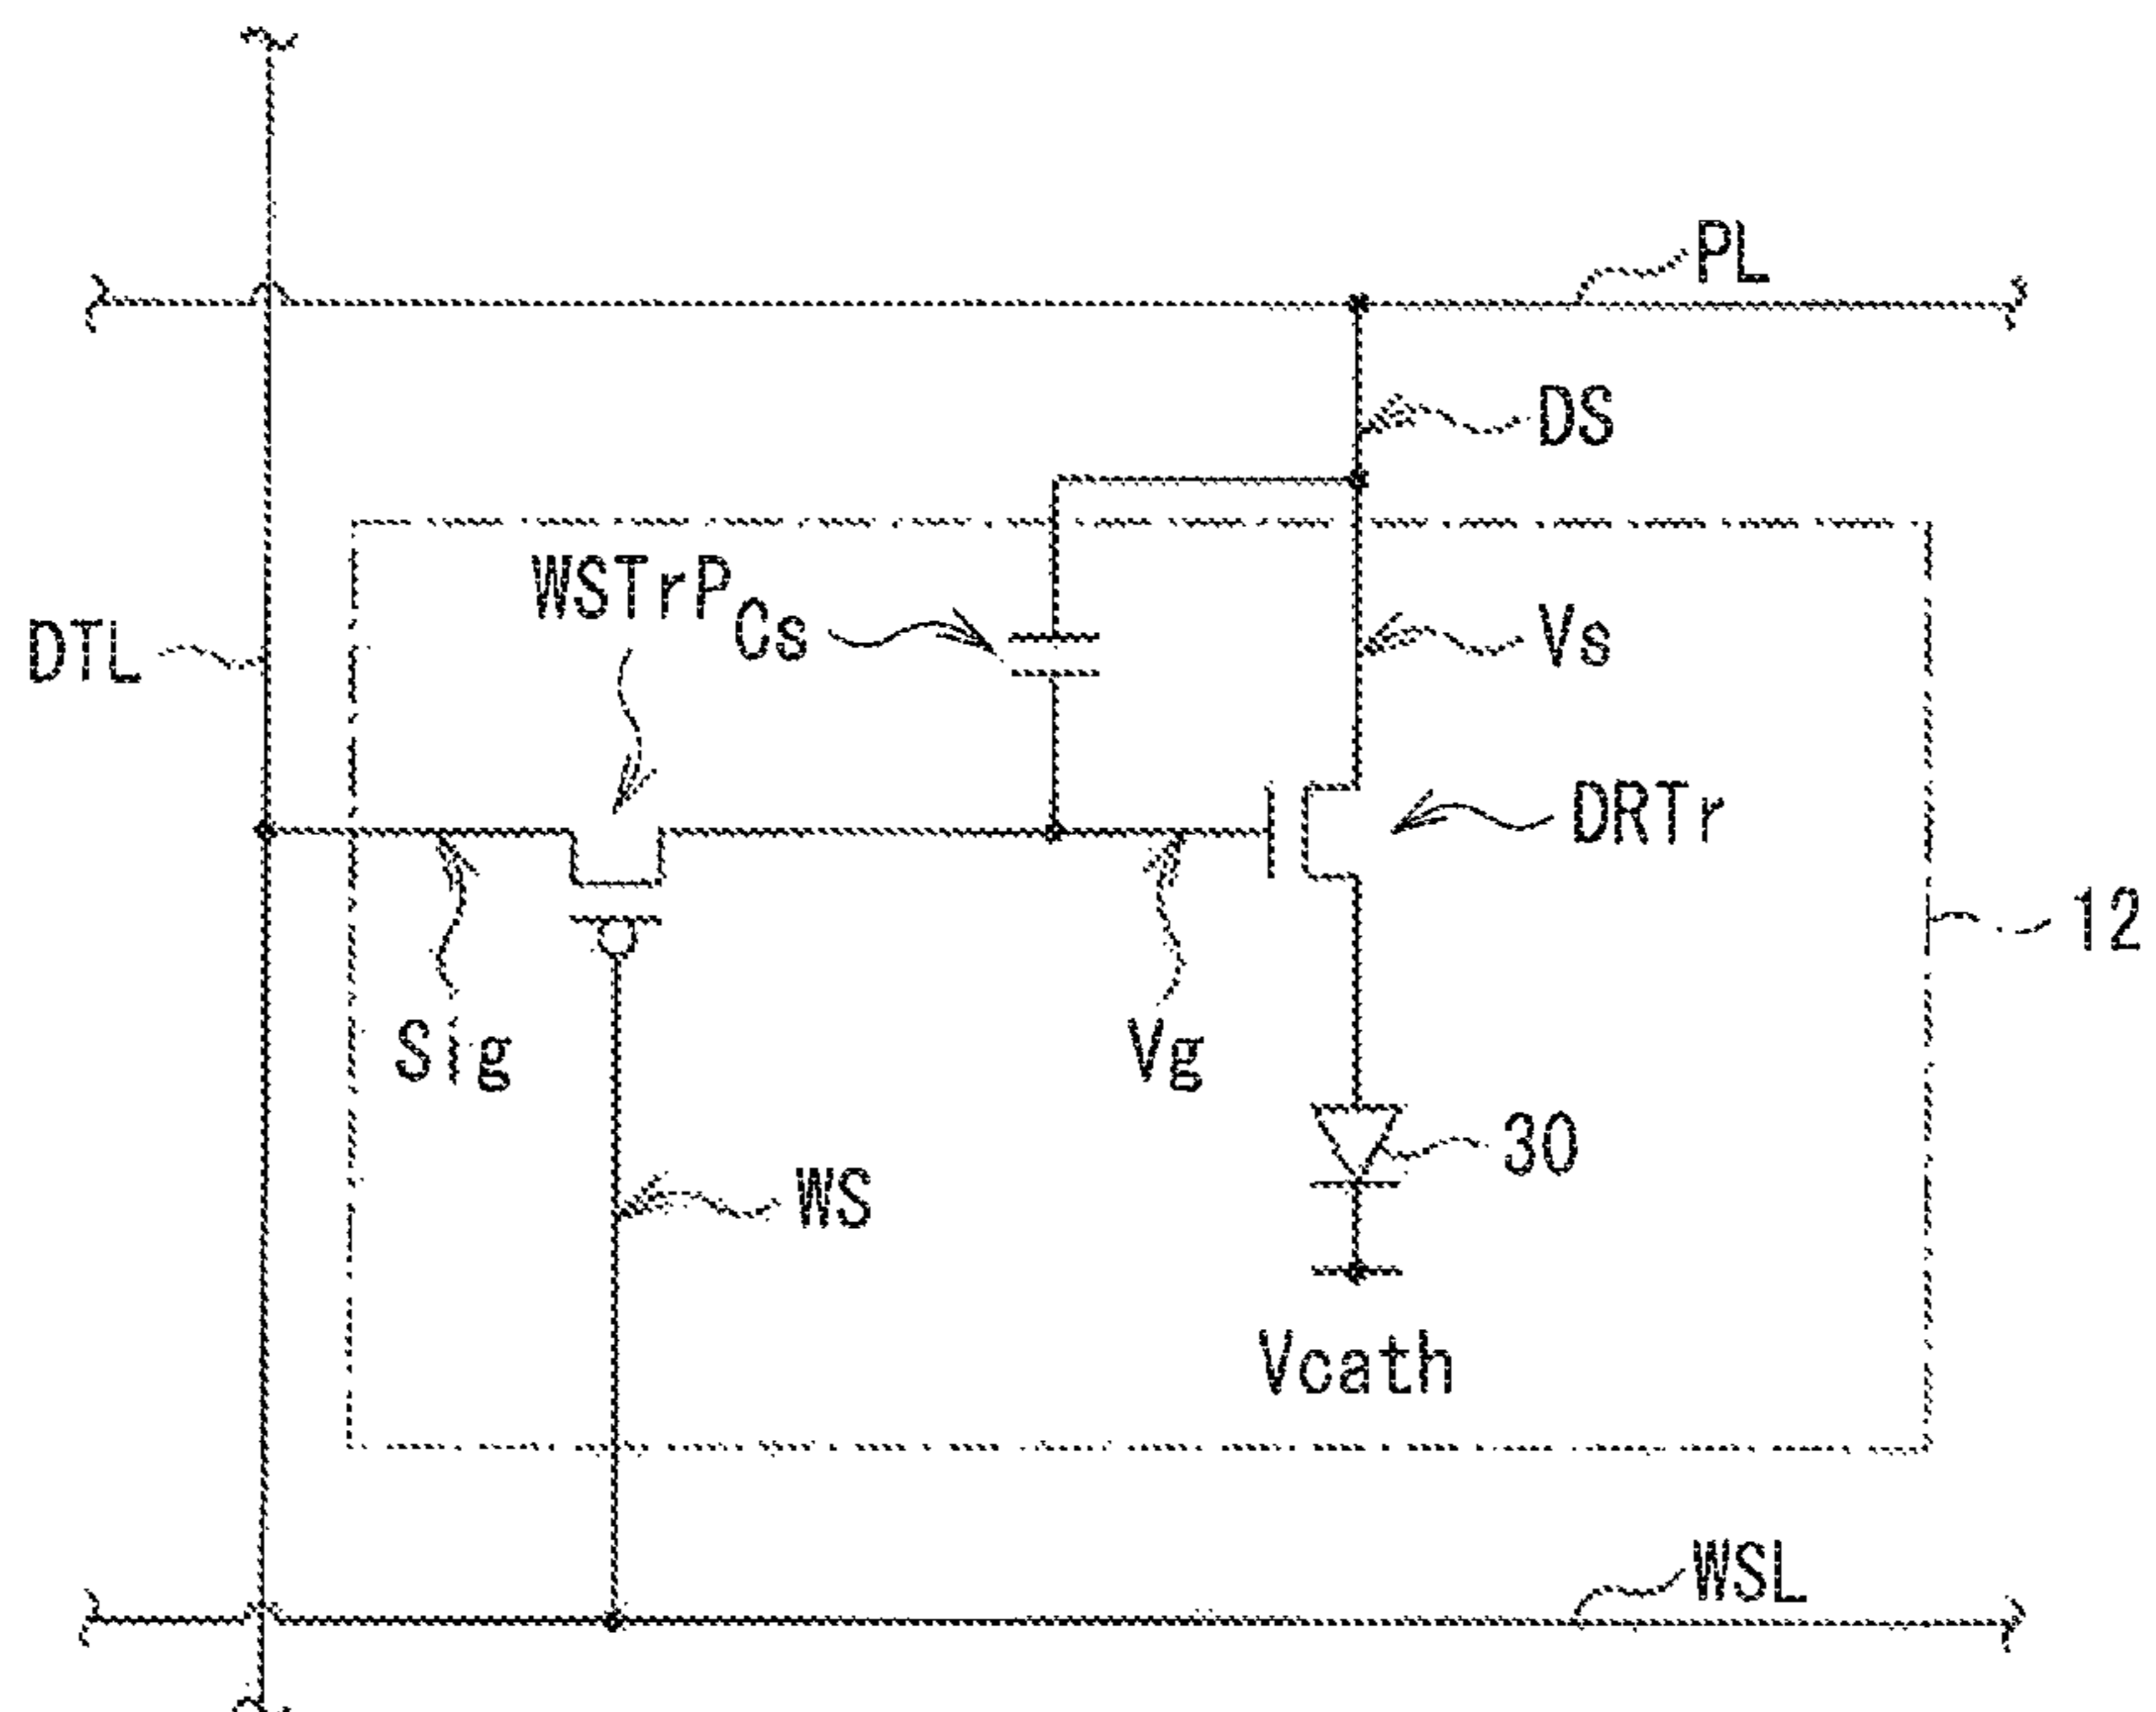 PL
DS
WSTrP
Cs
Vs
DTL
DRTr
12
Sig
Vg
30
WS
Vcath
WSL